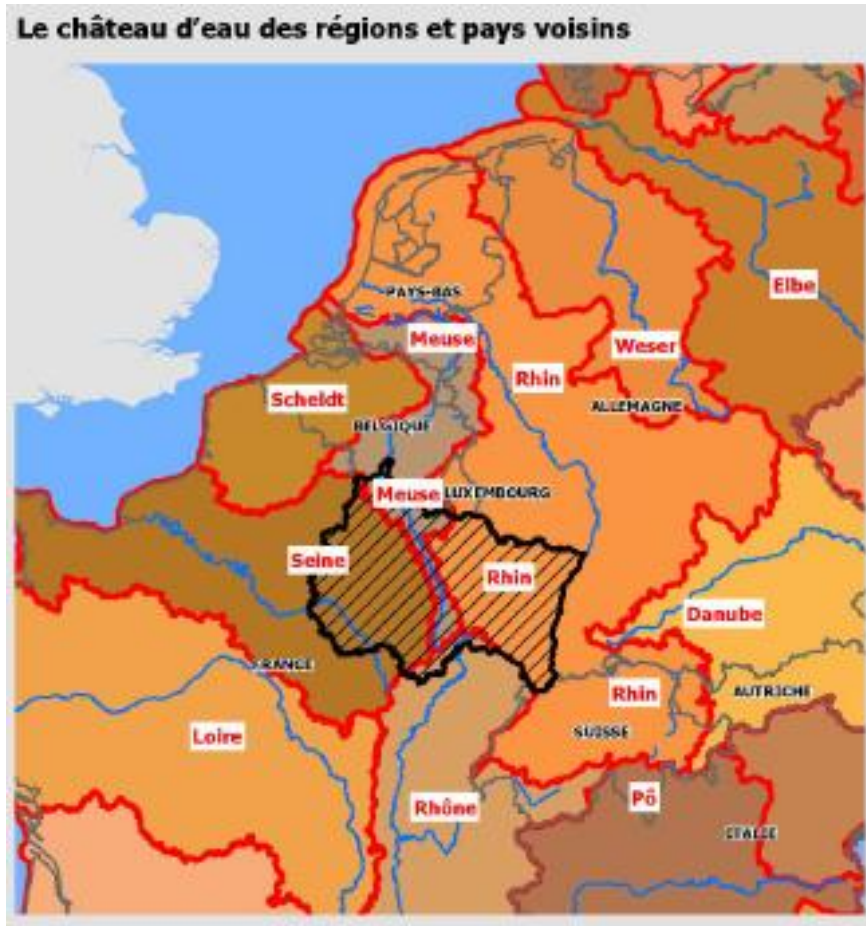 Le château d'eau des régions et pays voisins
Elbe
PAYS-BAS
Meuse
Weser
Rhin
Scheldt
ALLEMAGNE
BELGIQUE
Meuse
LUXEMBOURG
Seine
Rhin
Danube
FRANCE
Rhin
AUTRICHE
Loire
SUISSE
Rhône
Pô
ITALIE